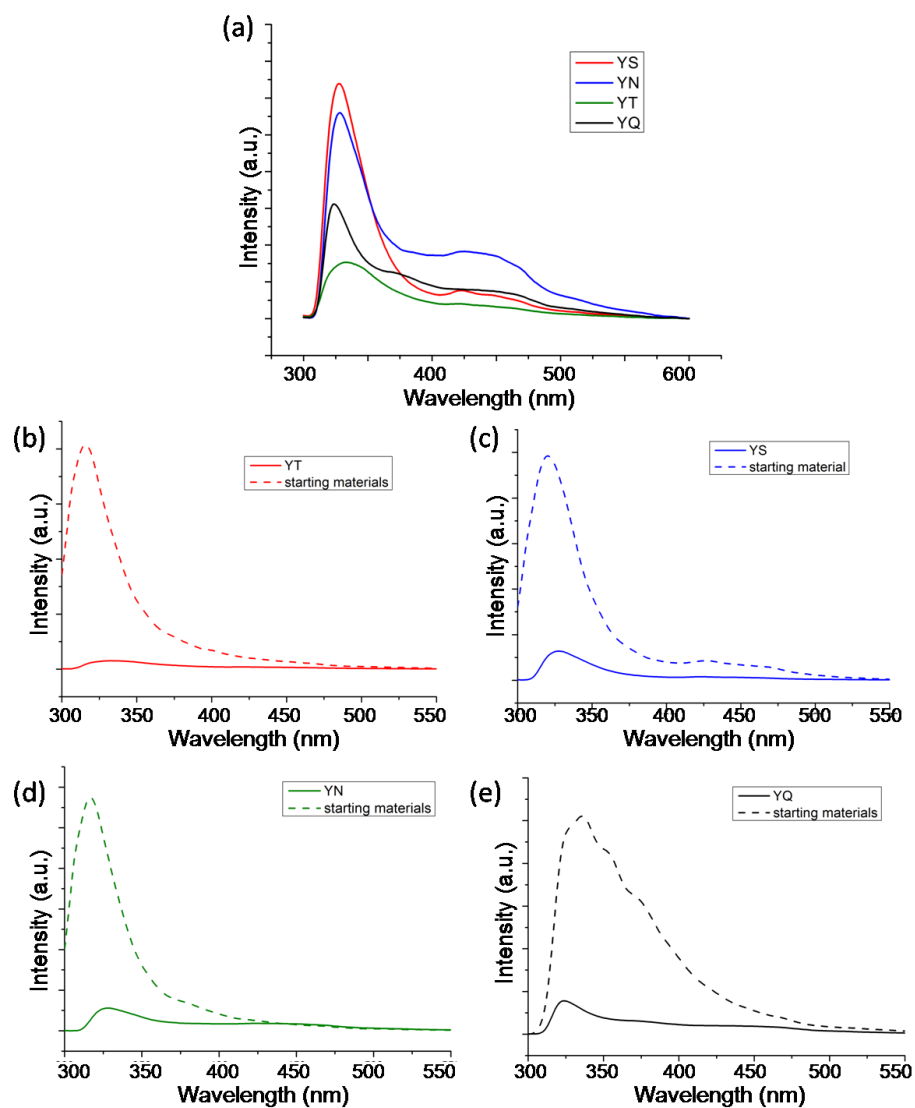 (a)
YS
YN
YT
YQ
Intensity (a.u.)
300 400 500 600
Wavelength (nm)
(b)
YT
starting materials
Intensity (a.u.)
300 350 400 450 500 550
Wavelength (nm)
(c)
YS
starting material
Intensity (a.u.)
300 350 400 450 500 550
Wavelength (nm)
(d)
YN
starting materials
Intensity (a.u.)
300 350 400 450 500 550
Wavelength (nm)
(e)
YQ
starting materials
Intensity (a.u.)
300 350 400 450 500 550
Wavelength (nm)